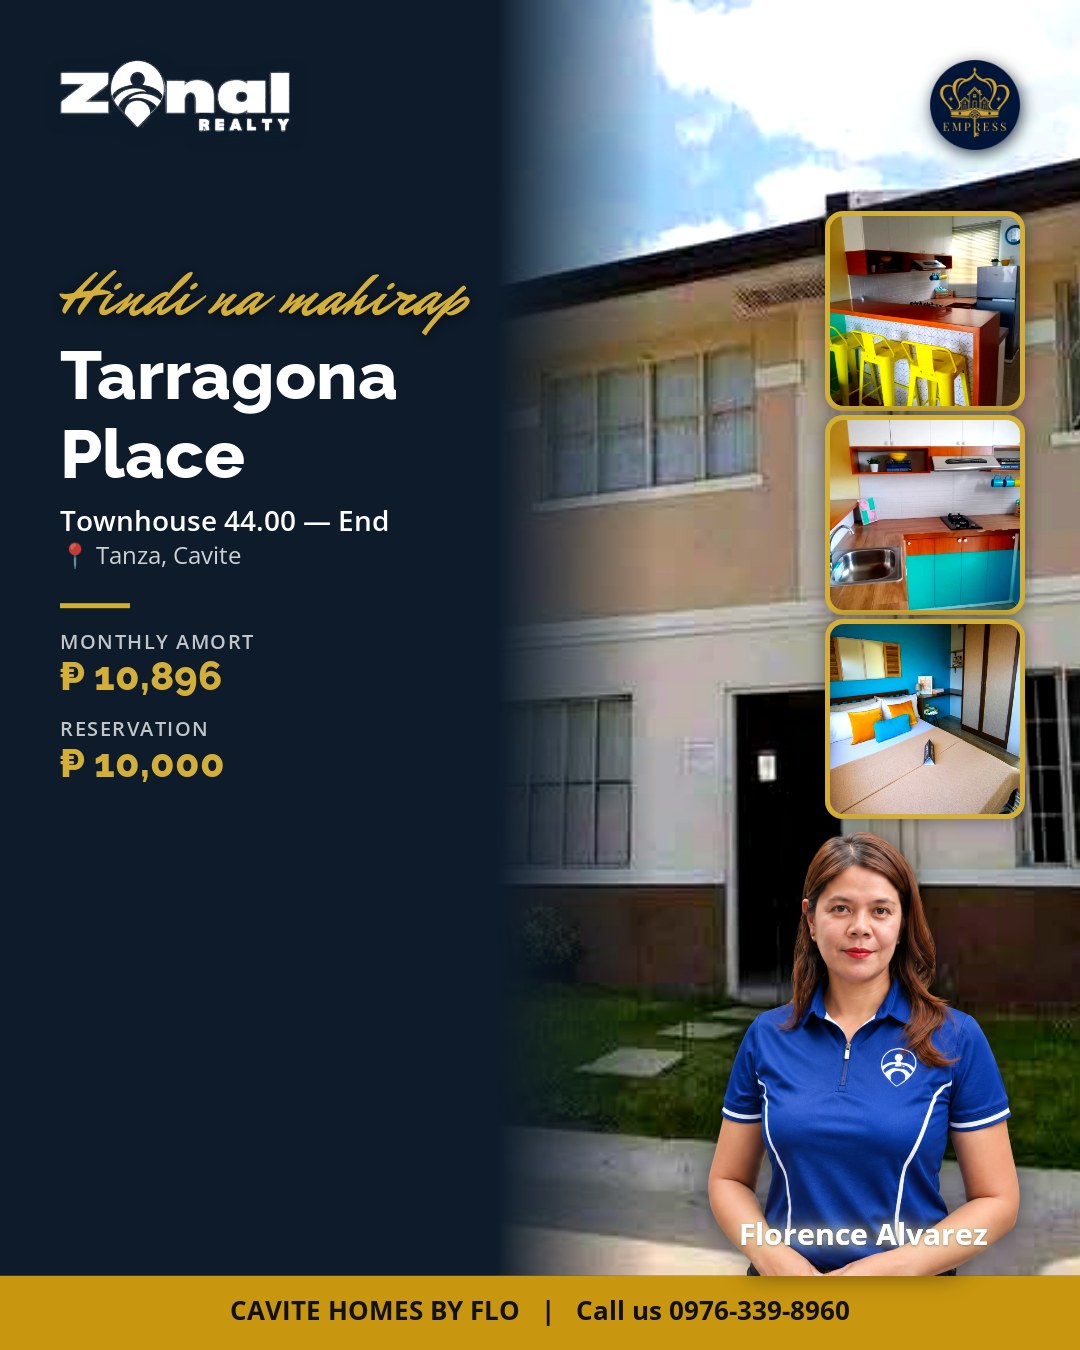 Zonal
REALTY
EMPRESS
Hindi na mahirap
Tarragona
Place
Townhouse 44.00 — End
📍 Tanza, Cavite
MONTHLY AMORT
₱ 10,896
RESERVATION
₱ 10,000
Florence Alvarez
CAVITE HOMES BY FLO | Call us 0976-339-8960